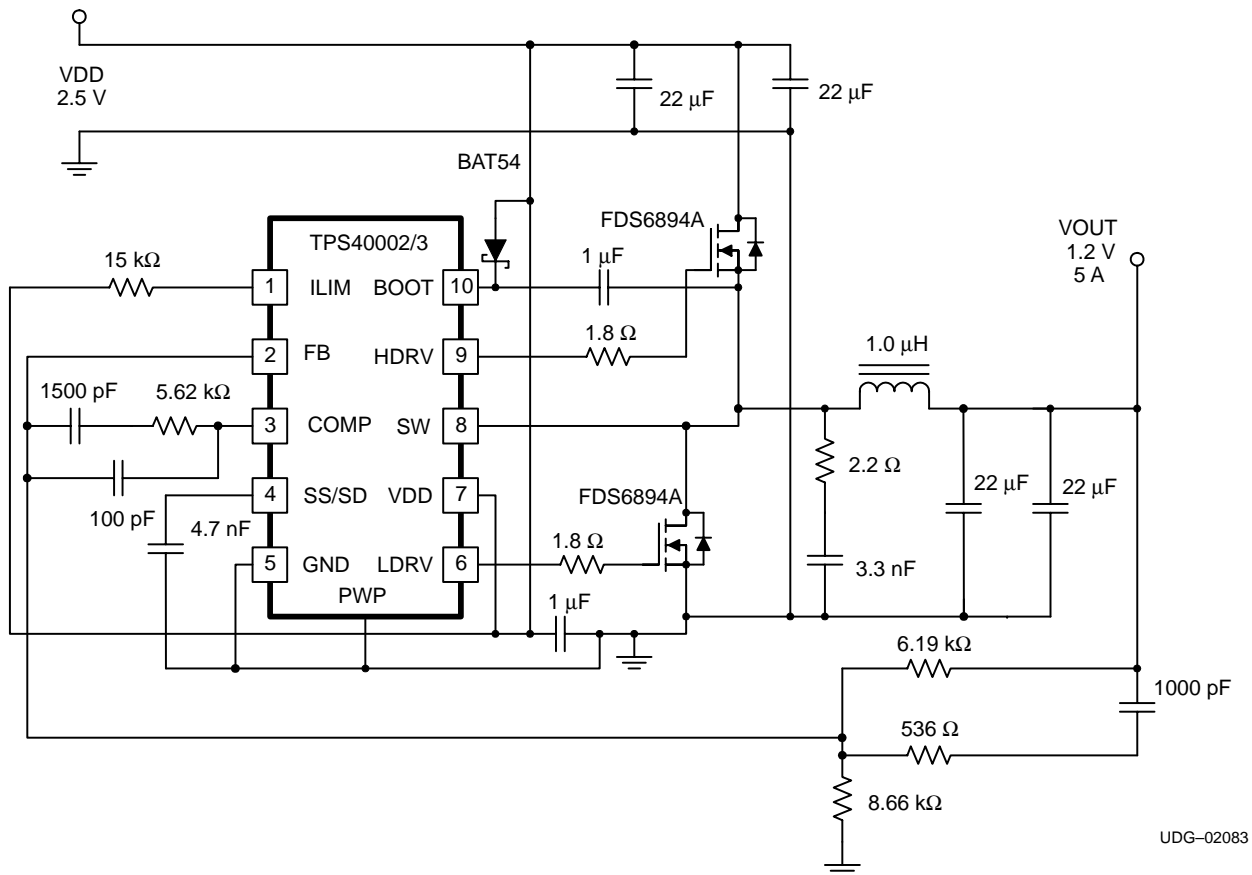 VDD
2.5 V
22 μF
22 μF
BAT54
FDS6894A
VOUT
1.2 V
5 A
TPS40002/3
15 kΩ
1 μF
1
ILIM
BOOT
10
1.8 Ω
1.0 μH
2
FB
HDRV
9
1500 pF
5.62 kΩ
3
COMP
SW
8
2.2 Ω
22 μF
22 μF
FDS6894A
4
SS/SD
VDD
7
100 pF
4.7 nF
1.8 Ω
3.3 nF
5
GND
LDRV
6
PWP
1 μF
6.19 kΩ
1000 pF
536 Ω
8.66 kΩ
UDG–02083